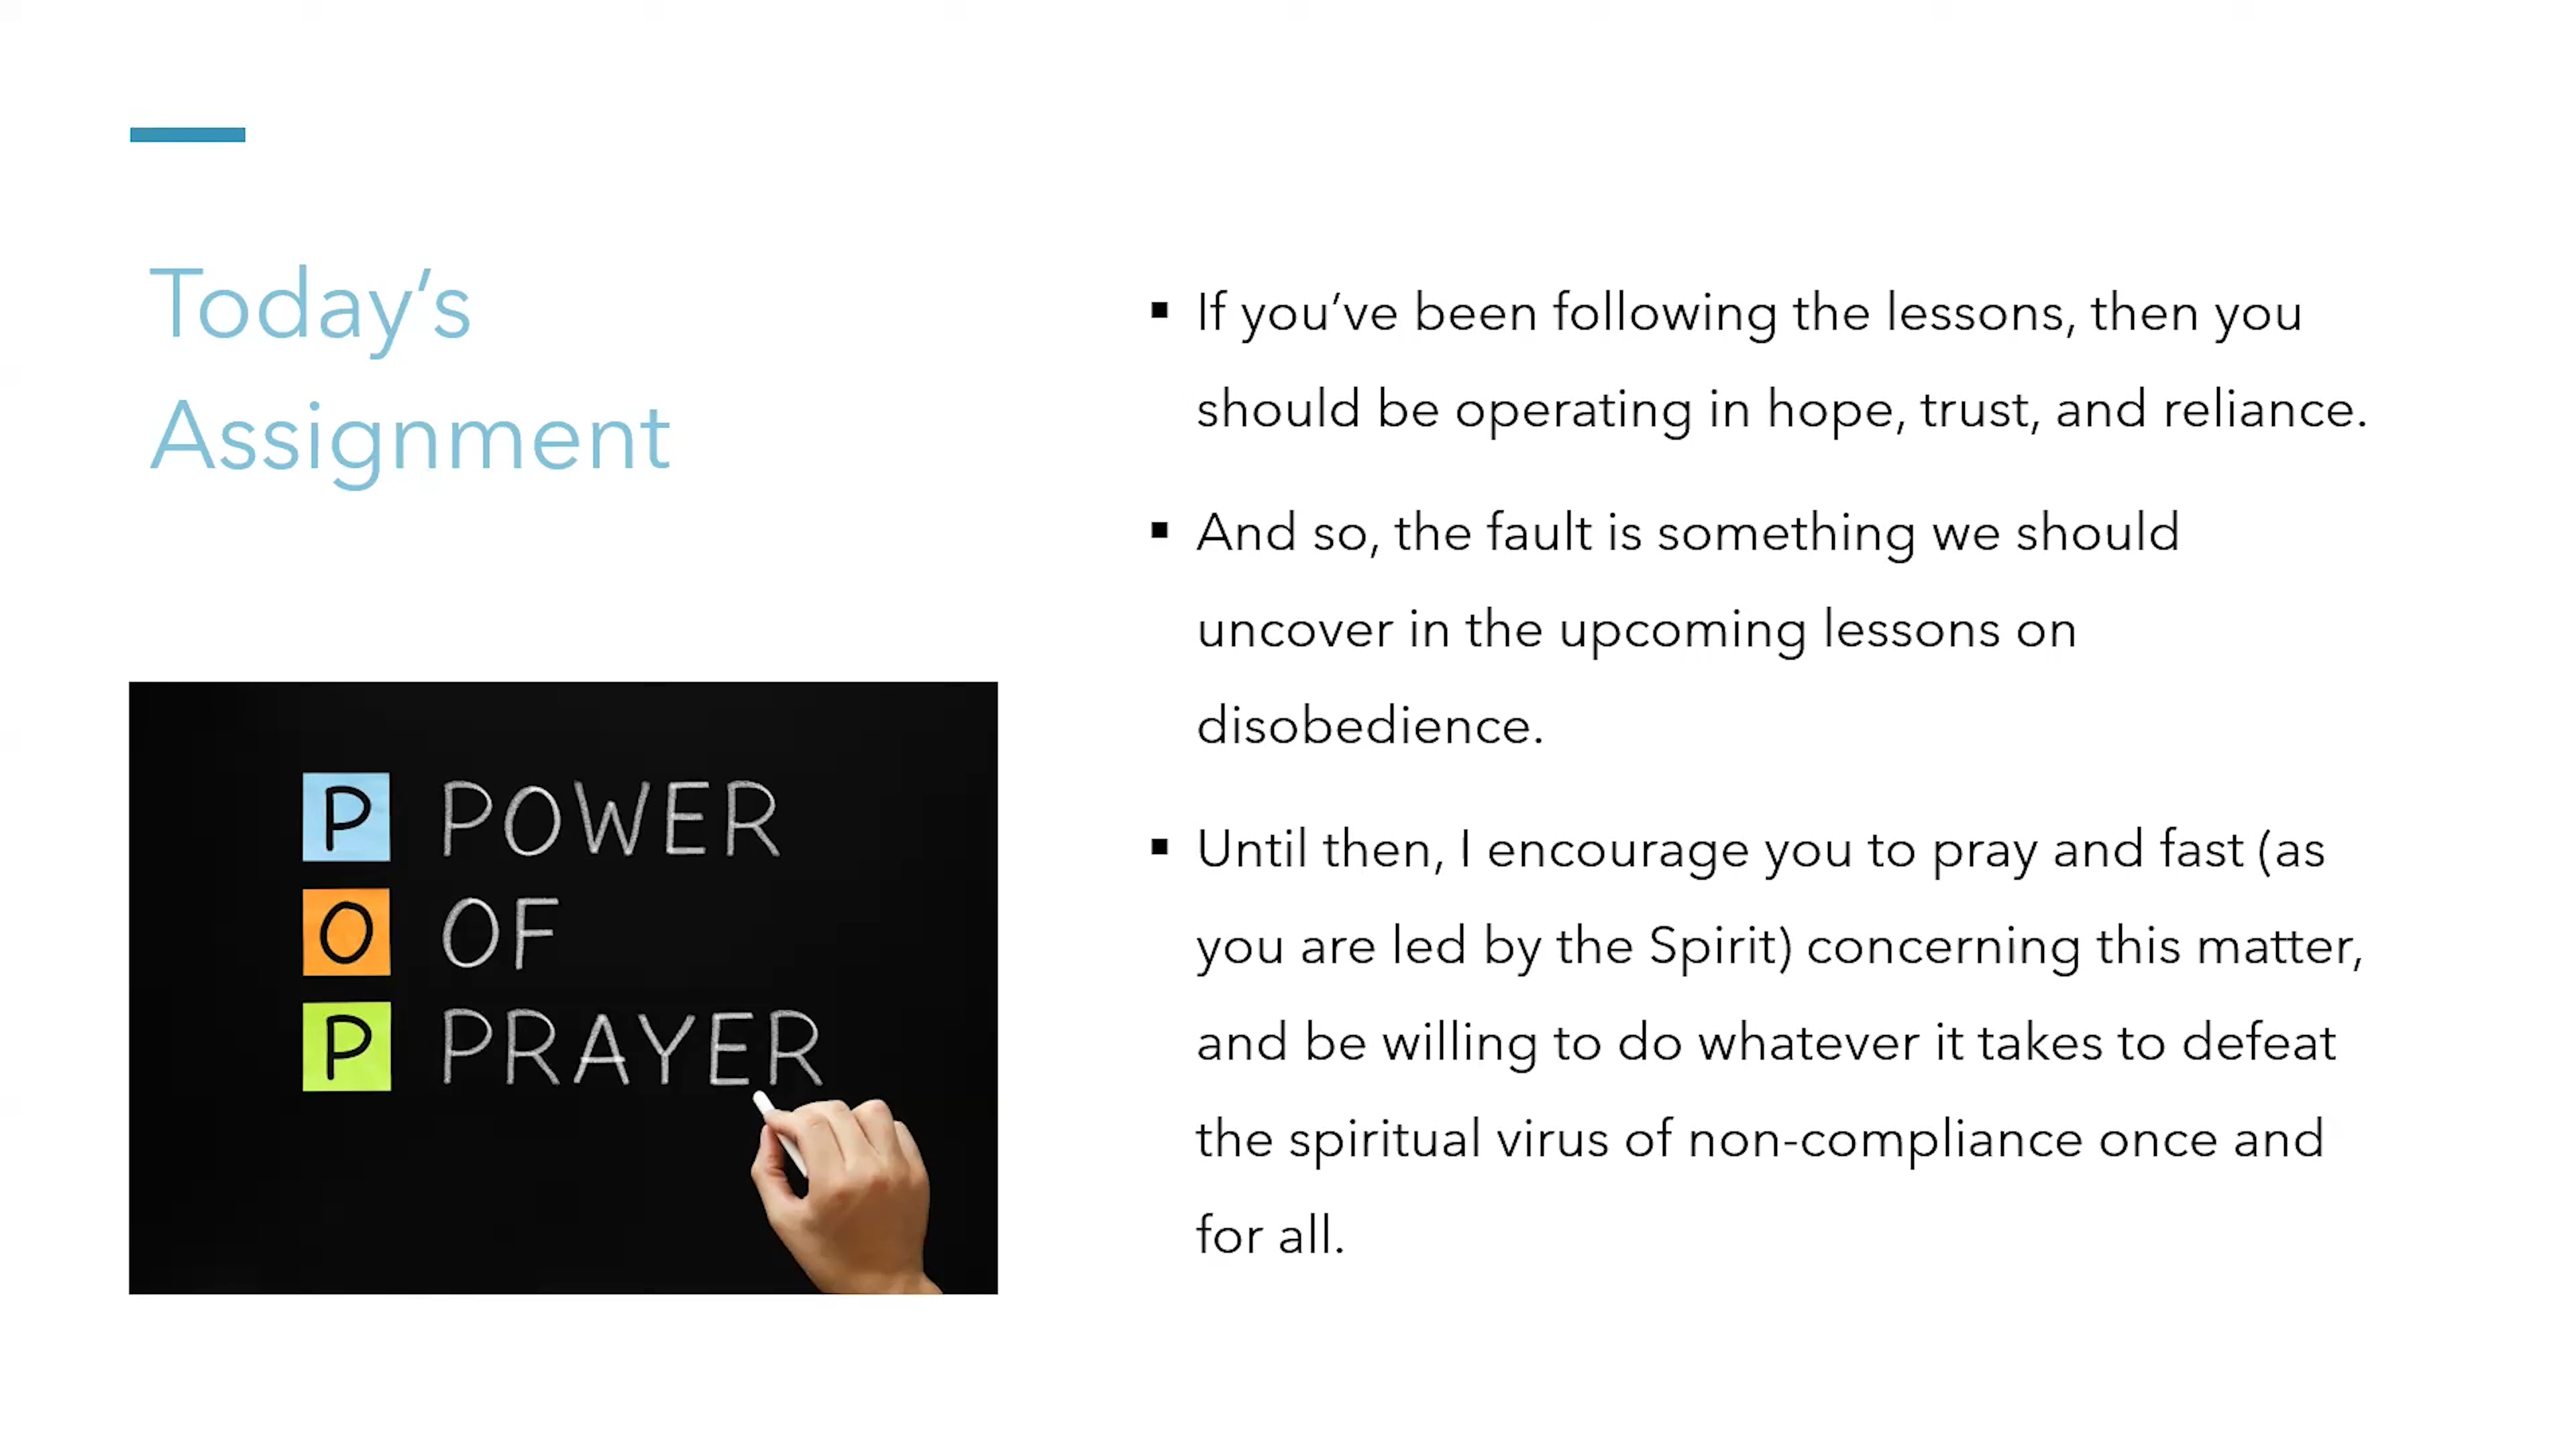 Today’s
Assignment
P POWER
O OF
P PRAYER
▪ If you’ve been following the lessons, then you
should be operating in hope, trust, and reliance.
▪ And so, the fault is something we should
uncover in the upcoming lessons on
disobedience.
▪ Until then, I encourage you to pray and fast (as
you are led by the Spirit) concerning this matter,
and be willing to do whatever it takes to defeat
the spiritual virus of non-compliance once and
for all.